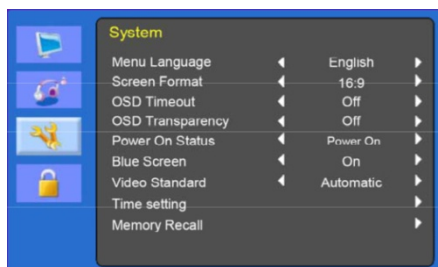 System
Menu Language English
Screen Format 16:9
OSD Timeout Off
OSD Transparency Off
Power On Status Power On
Blue Screen On
Video Standard Automatic
Time setting
Memory Recall